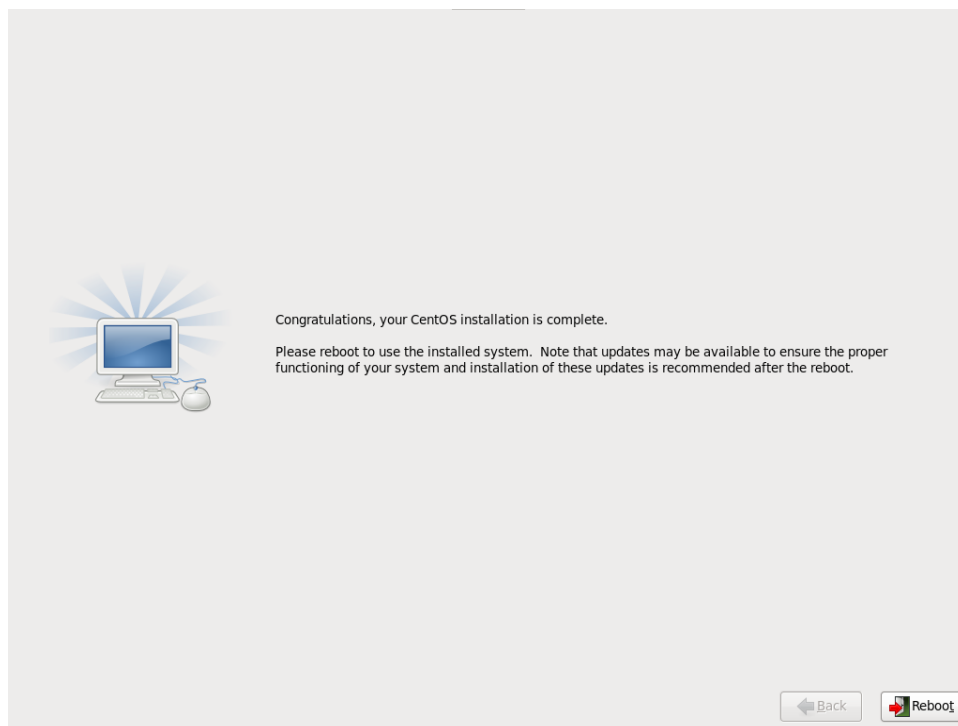 Congratulations, your CentOS installation is complete.
Please reboot to use the installed system.  Note that updates may be available to ensure the proper
functioning of your system and installation of these updates is recommended after the reboot.
Back
Reboot